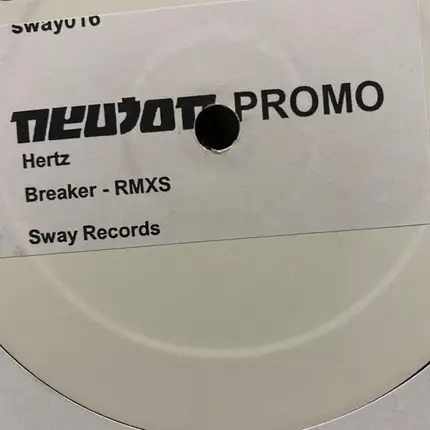 Sway016
neuton PROMO
Hertz
Breaker - RMXS
Sway Records